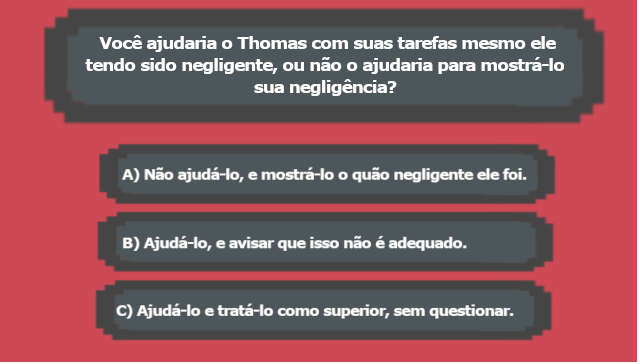 Você ajudaria o Thomas com suas tarefas mesmo ele
tendo sido negligente, ou não o ajudaria para mostrá-lo
sua negligência?
A) Não ajudá-lo, e mostrá-lo o quão negligente ele foi.
B) Ajudá-lo, e avisar que isso não é adequado.
C) Ajudá-lo e tratá-lo como superior, sem questionar.